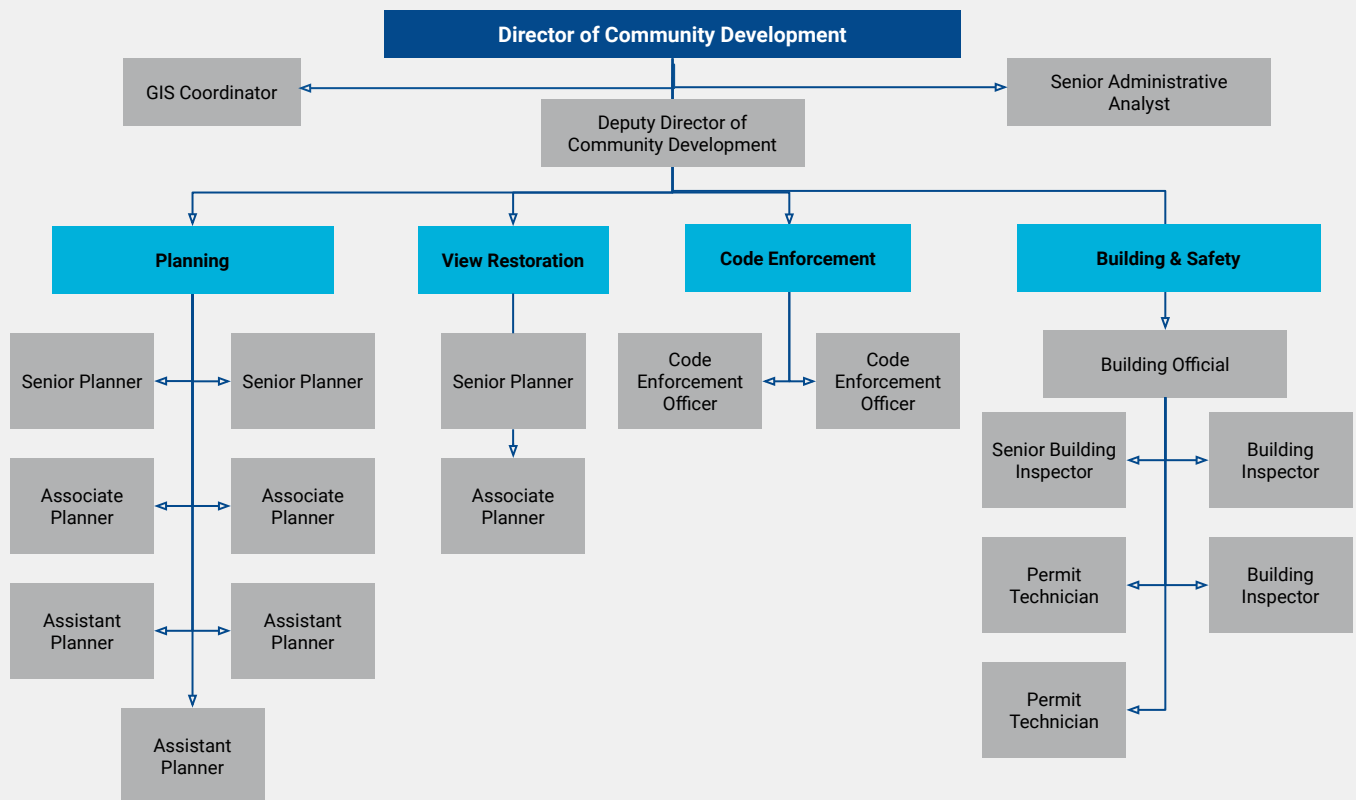 Director of Community Development
GIS Coordinator
Senior Administrative
Analyst
Deputy Director of
Community Development
Planning
View Restoration
Code Enforcement
Building & Safety
Senior Planner
Senior Planner
Senior Planner
Code
Enforcement
Officer
Code
Enforcement
Officer
Building Official
Associate
Planner
Associate
Planner
Associate
Planner
Senior Building
Inspector
Building
Inspector
Assistant
Planner
Assistant
Planner
Permit
Technician
Building
Inspector
Assistant
Planner
Permit
Technician